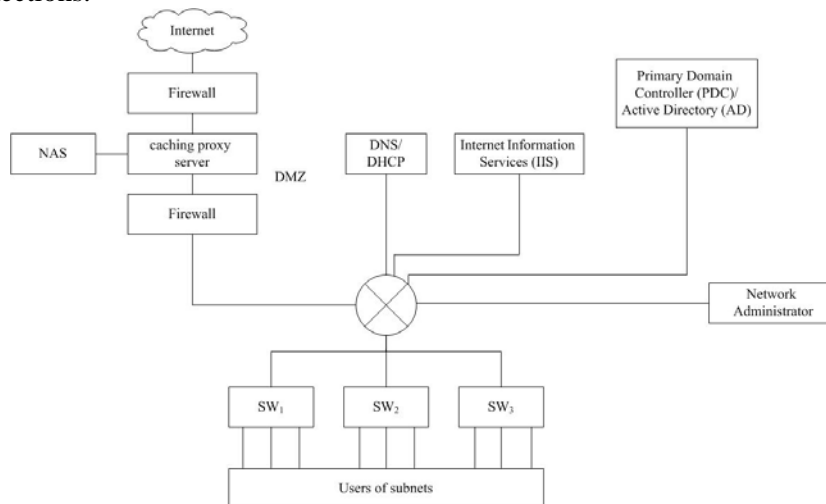 Internet
Firewall
Primary Domain
Controller (PDC)/
Active Directory (AD)
NAS
caching proxy
server
DNS/
DHCP
Internet Information
Services (IIS)
DMZ
Firewall
Network
Administrator
SW₁
SW₂
SW₃
Users of subnets